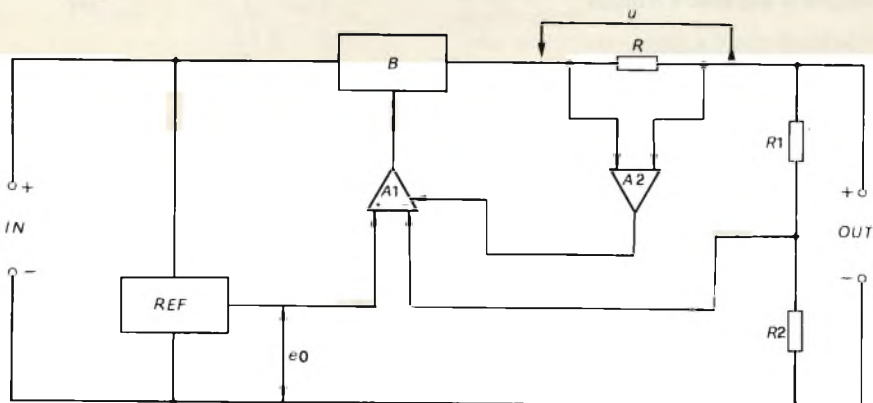 u
R
B
R1
A1
+ −
A2
+
IN
−
+
OUT
−
REF
e0
R2